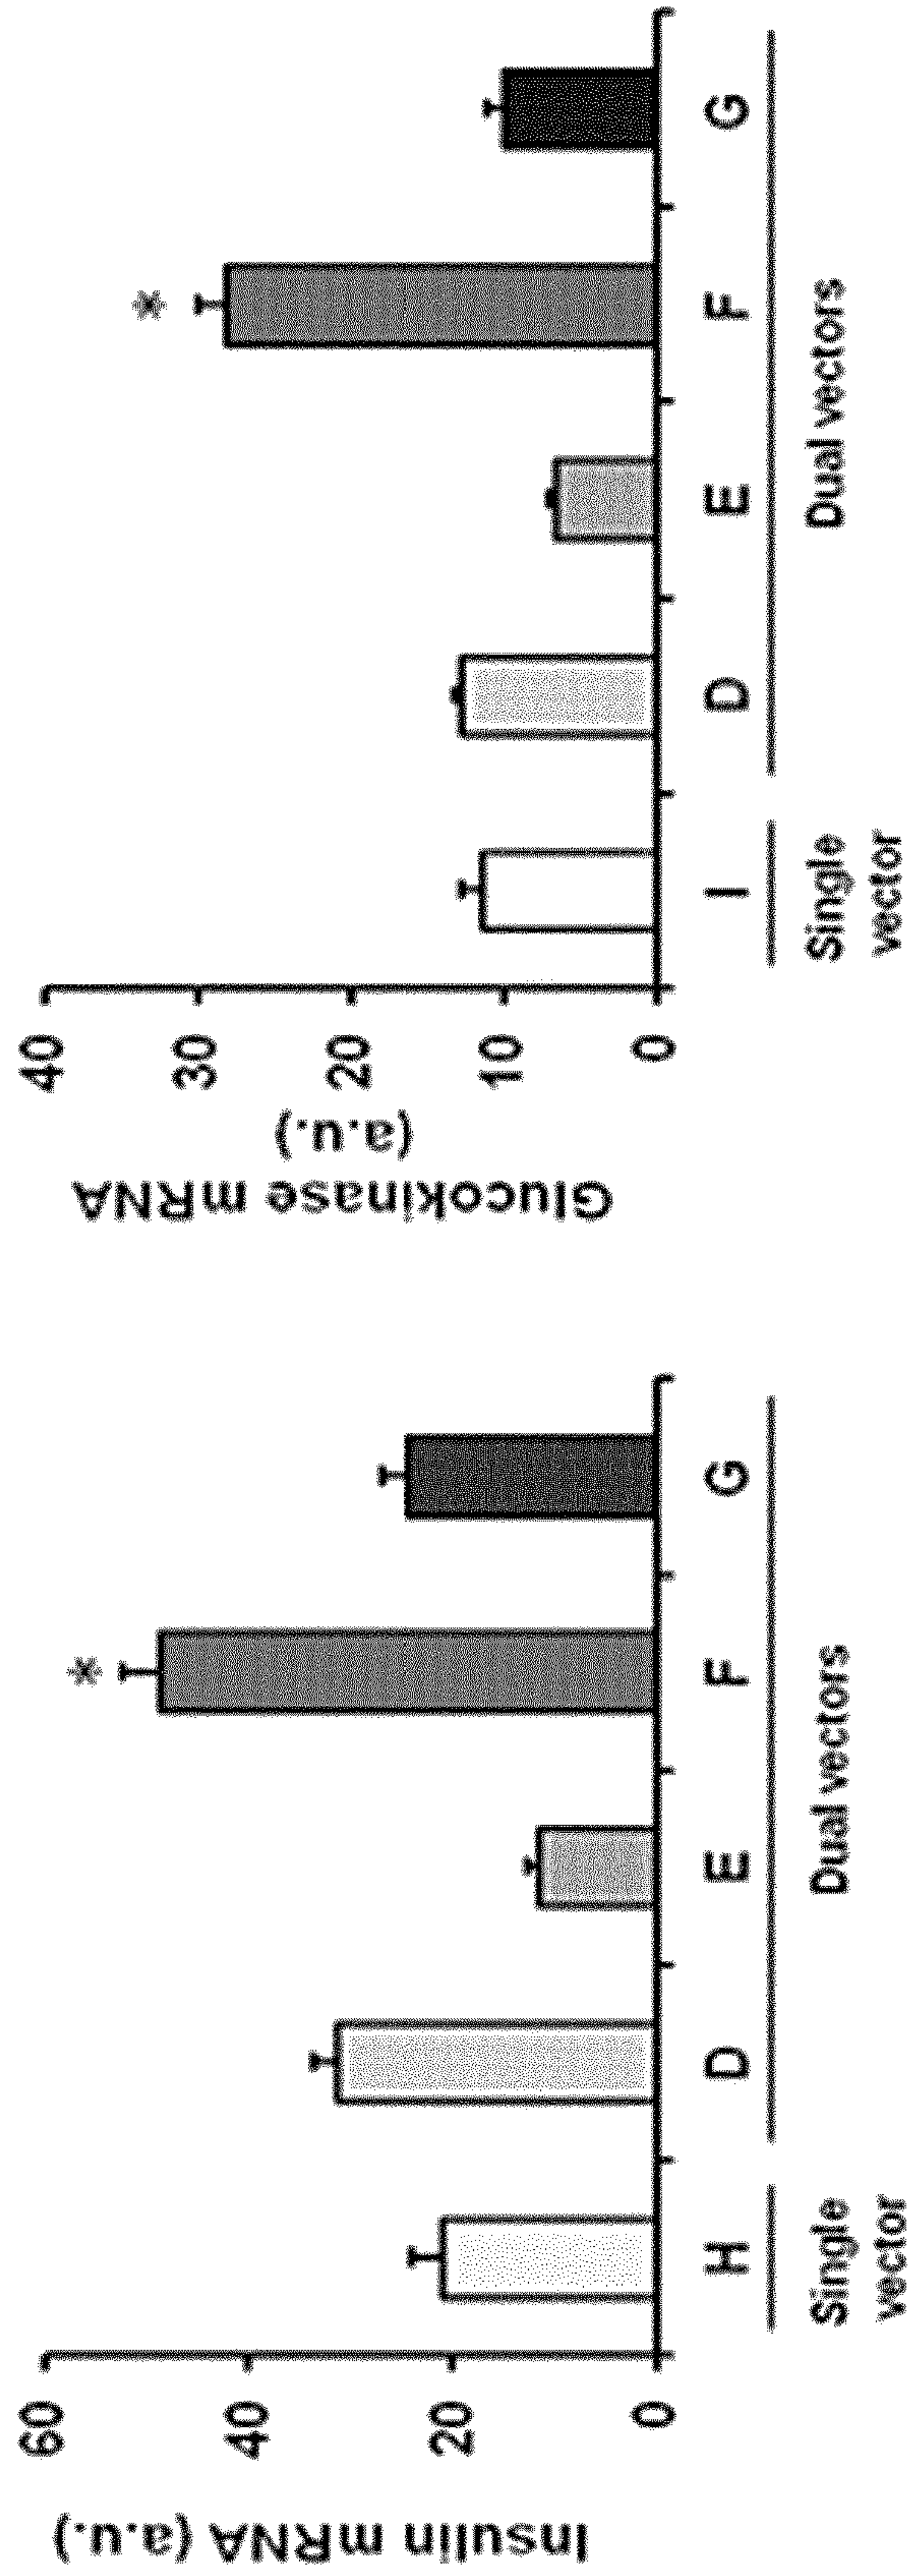 Insulin mRNA (a.u.)
60
40
20
0
H
D
E
F
G
*
Single
vector
Dual vectors
Glucokinase mRNA
(a.u.)
40
30
20
10
0
I
D
E
F
G
*
Single
vector
Dual vectors